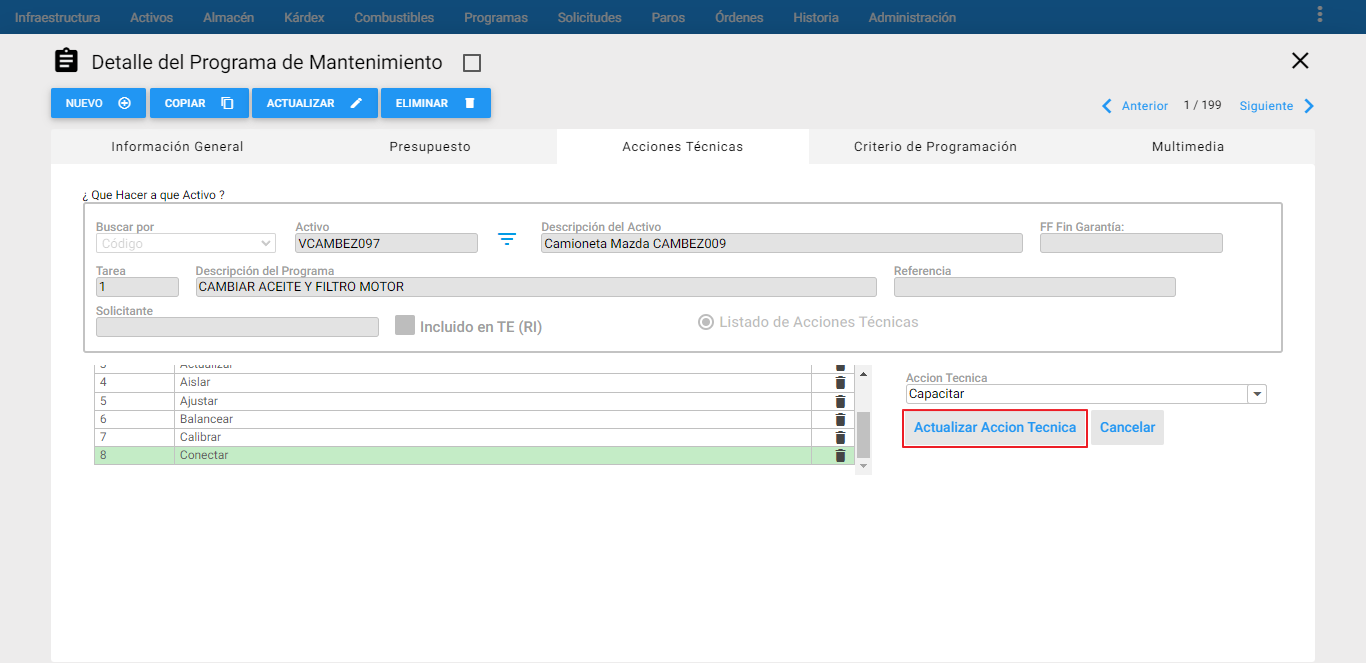 Infraestructura Activos Almacén Kárdex Combustibles Programas Solicitudes Paros Órdenes Historia Administración
Detalle del Programa de Mantenimiento
NUEVO COPIAR ACTUALIZAR ELIMINAR
Anterior 1 / 199 Siguiente
Información General Presupuesto Acciones Técnicas Criterio de Programación Multimedia
¿ Que Hacer a que Activo ?
Buscar por Activo Descripción del Activo FF Fin Garantía:
Código VCAMBEZ097 Camioneta Mazda CAMBEZ009
Tarea Descripción del Programa Referencia
1 CAMBIAR ACEITE Y FILTRO MOTOR
Solicitante
Incluido en TE (RI) Listado de Acciones Técnicas
3 Actualizar
4 Aislar
5 Ajustar
6 Balancear
7 Calibrar
8 Conectar
Accion Tecnica
Capacitar
Actualizar Accion Tecnica Cancelar